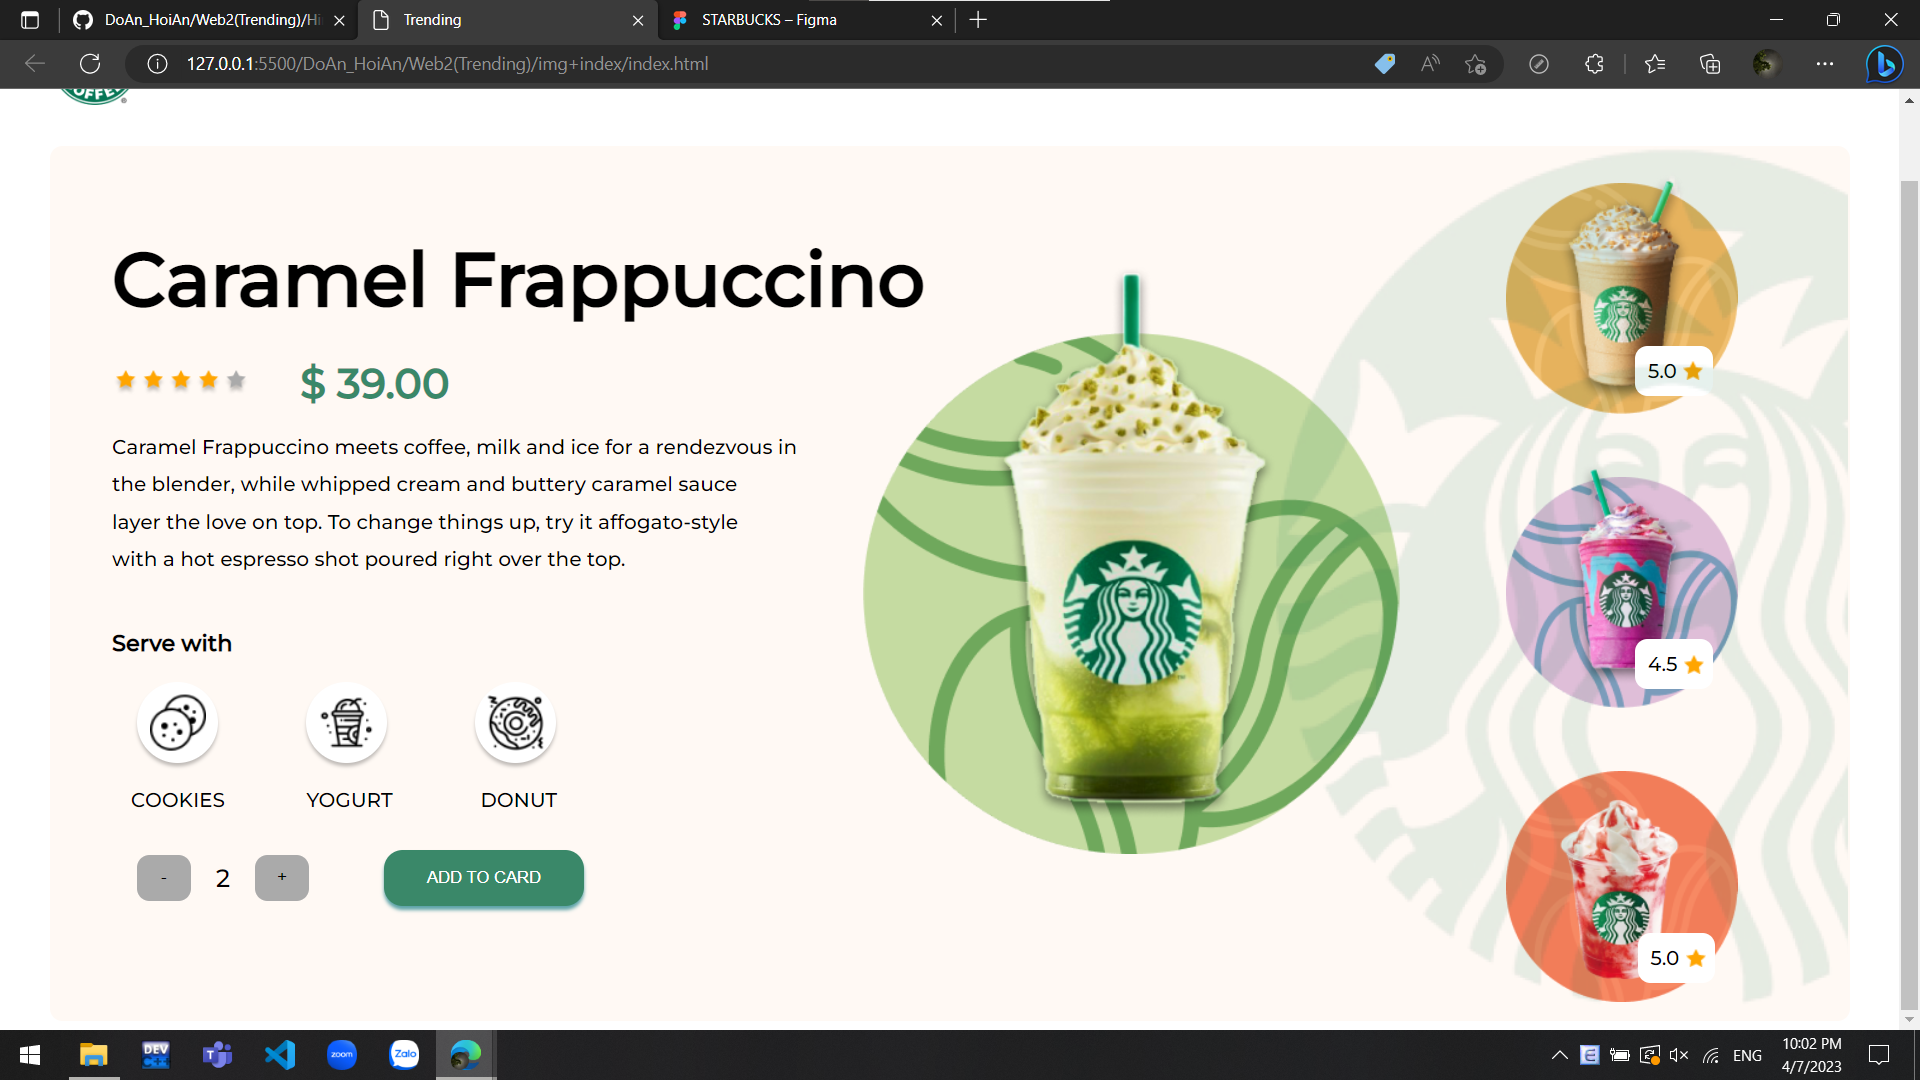 DoAn_HoiAn/Web2(Trending)/Hi
Trending
STARBUCKS – Figma
127.0.0.1:5500/DoAn_HoiAn/Web2(Trending)/img+index/index.html
OFFEE
Caramel Frappuccino
$ 39.00
Caramel Frappuccino meets coffee, milk and ice for a rendezvous in
the blender, while whipped cream and buttery caramel sauce
layer the love on top. To change things up, try it affogato-style
with a hot espresso shot poured right over the top.
Serve with
COOKIES YOGURT DONUT
- 2 + ADD TO CARD
5.0
4.5
5.0
DEV C++
T
zoom
Zalo
ENG
10:02 PM
4/7/2023